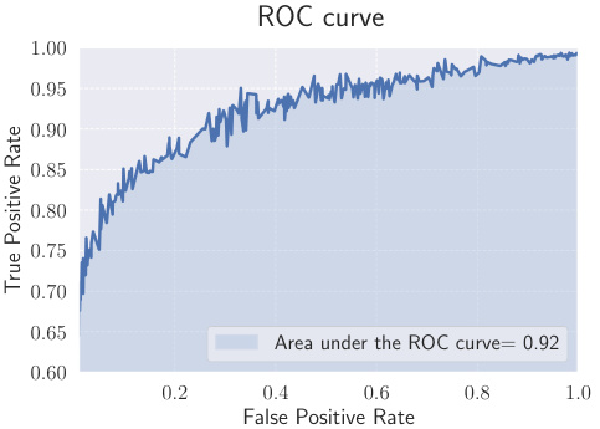 ROC curve
1.00
0.95
0.90
0.85
0.80
0.75
0.70
0.65
0.60
True Positive Rate
Area under the ROC curve= 0.92
0.2 0.4 0.6 0.8 1.0
False Positive Rate